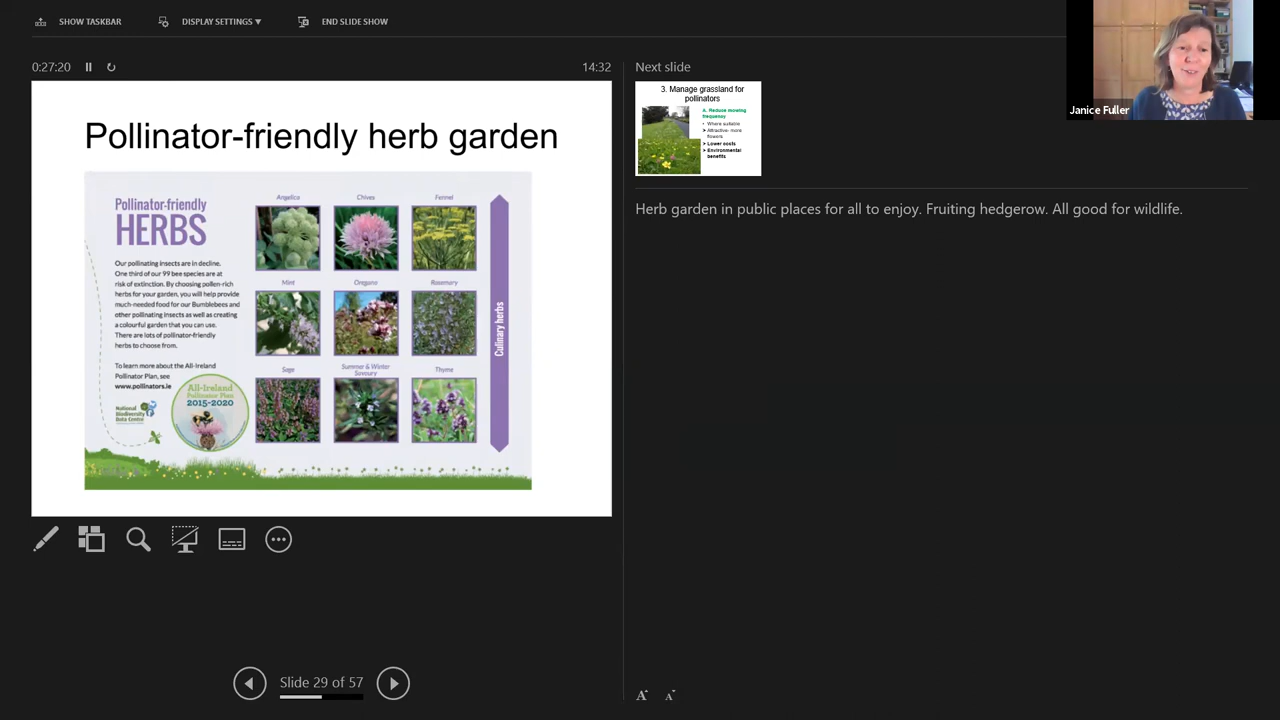 SHOW TASKBAR
DISPLAY SETTINGS ▼
END SLIDE SHOW
0:27:20
14:32
Pollinator-friendly herb garden
Pollinator-friendly
HERBS
Our pollinating insects are in decline.
One third of our 99 bee species are at
risk of extinction. By choosing pollen-rich
herbs for your garden, you will help provide
much-needed food for our Bumblebees and
other pollinating insects as well as creating
a colourful garden that you can use.
There are lots of pollinator-friendly
herbs to choose from.
To learn more about the All-Ireland
Pollinator Plan, see
www.pollinators.ie
National
Biodiversity
Data Centre
All-Ireland
Pollinator Plan
2015-2020
Angelica
Chives
Fennel
Mint
Oregano
Rosemary
Sage
Summer & Winter
Savoury
Thyme
Culinary herbs
Slide 29 of 57
Next slide
3. Manage grassland for
pollinators
A. Reduce mowing
frequency
• Where suitable
➤ Attractive- more
flowers
➤ Lower costs
➤ Environmental
benefits
Herb garden in public places for all to enjoy. Fruiting hedgerow. All good for wildlife.
A A
Janice Fuller